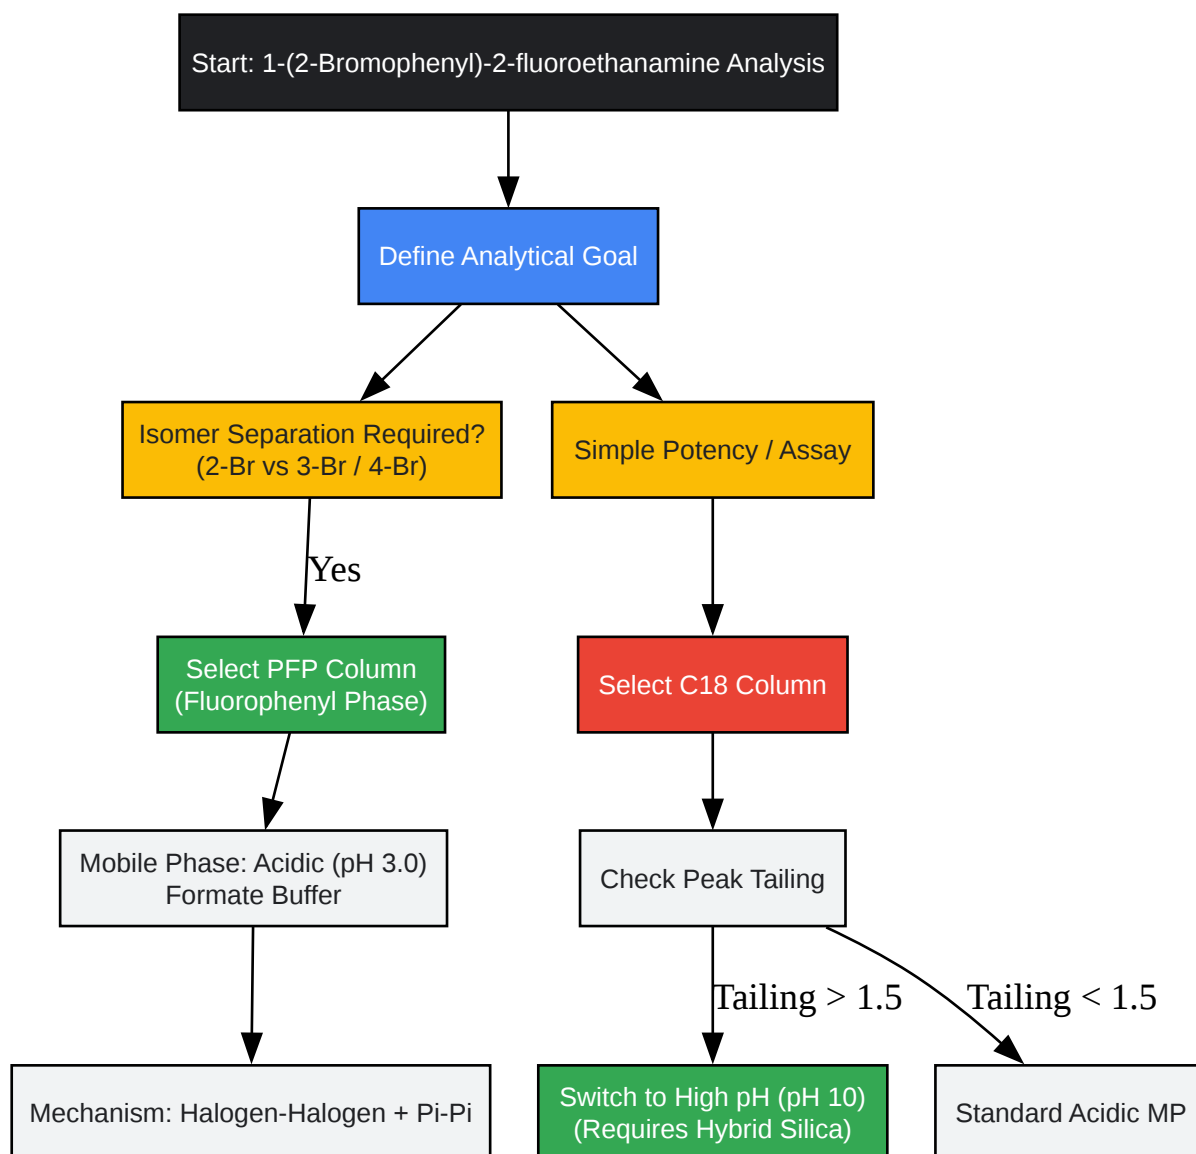 Start: 1-(2-Bromophenyl)-2-fluoroethanamine Analysis
Define Analytical Goal
Isomer Separation Required?
(2-Br vs 3-Br / 4-Br)
Simple Potency / Assay
Yes
Select PFP Column
(Fluorophenyl Phase)
Select C18 Column
Mobile Phase: Acidic (pH 3.0)
Formate Buffer
Check Peak Tailing
Tailing > 1.5
Tailing < 1.5
Mechanism: Halogen-Halogen + Pi-Pi
Switch to High pH (pH 10)
(Requires Hybrid Silica)
Standard Acidic MP